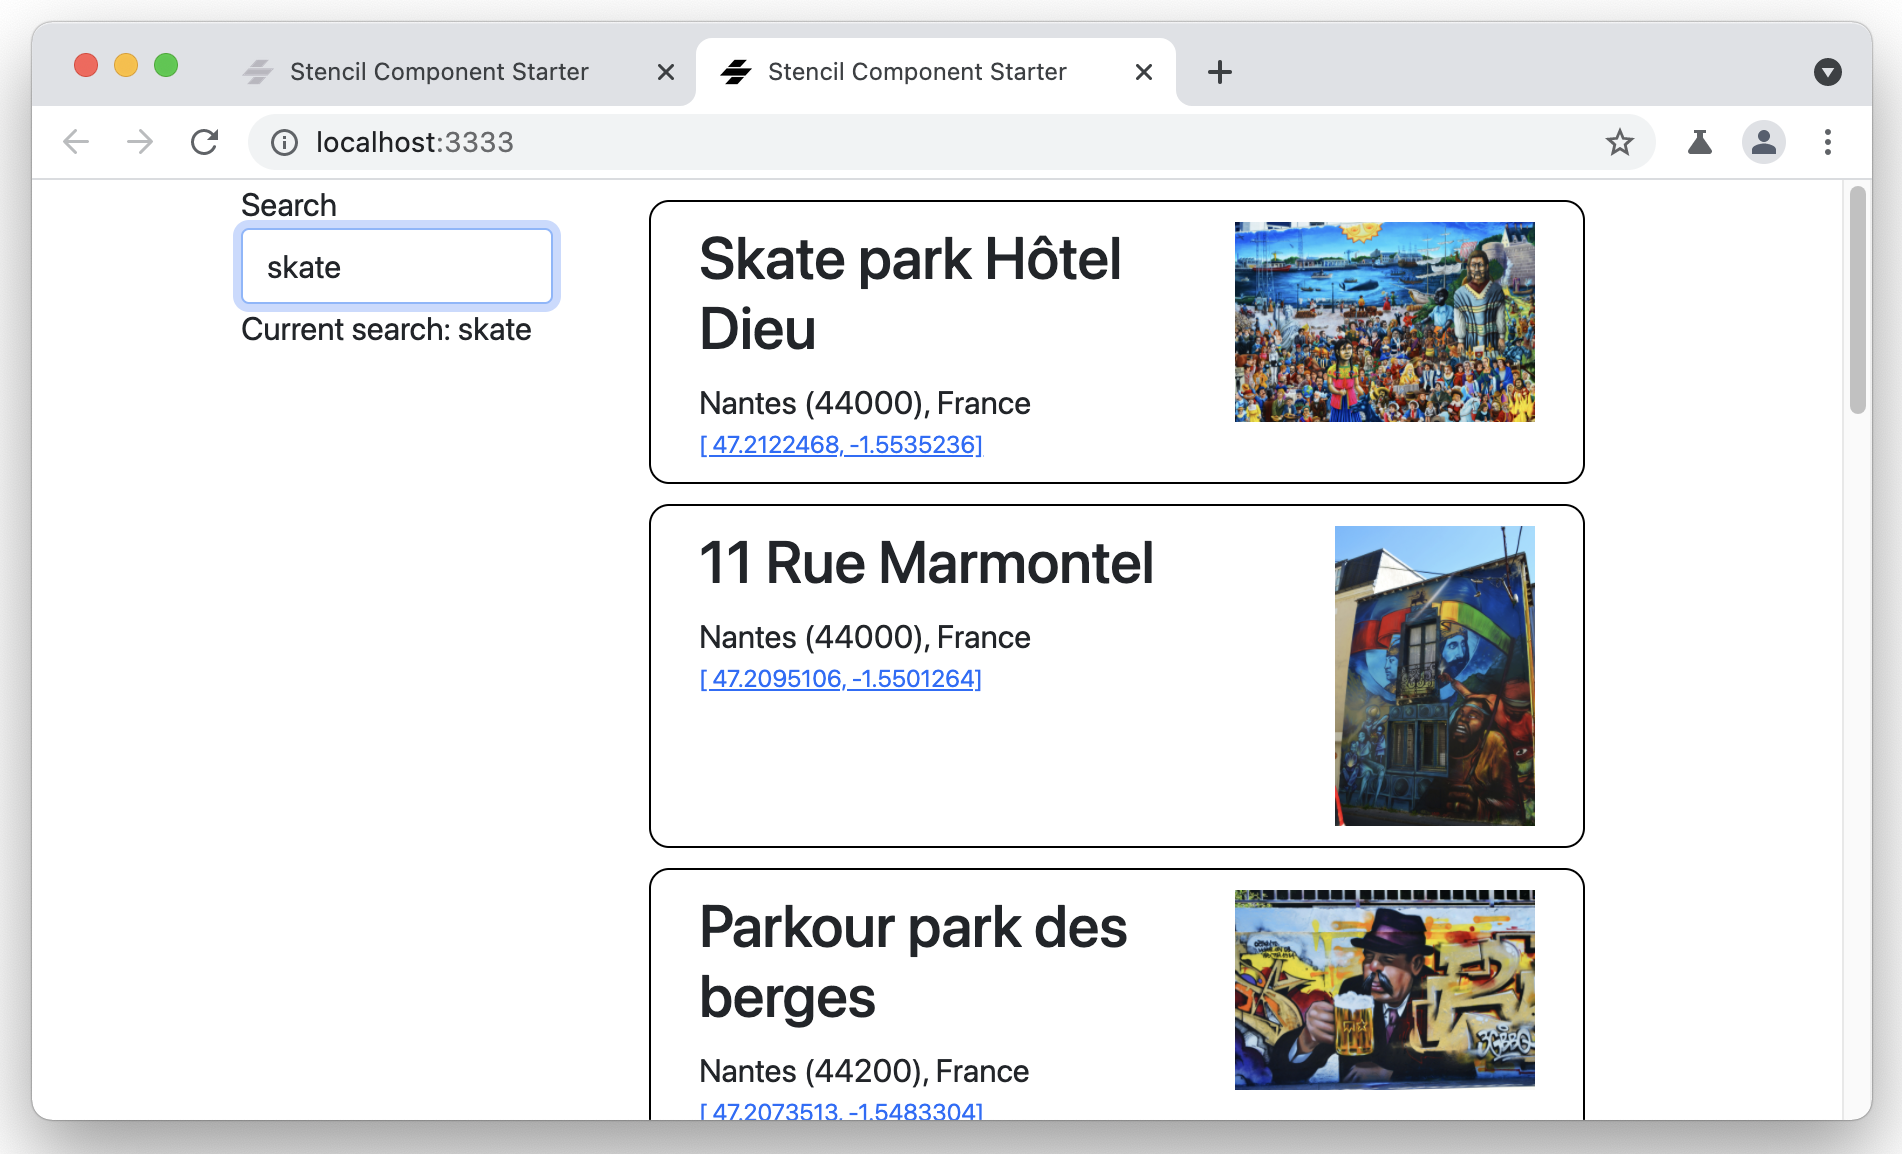 Stencil Component Starter
Stencil Component Starter
localhost:3333
Search
skate
Current search: skate
Skate park Hôtel
Dieu
Nantes (44000), France
[ 47.2122468, -1.5535236]
11 Rue Marmontel
Nantes (44000), France
[ 47.2095106, -1.5501264]
Parkour park des
berges
Nantes (44200), France
[ 47.2073513, -1.5483304]